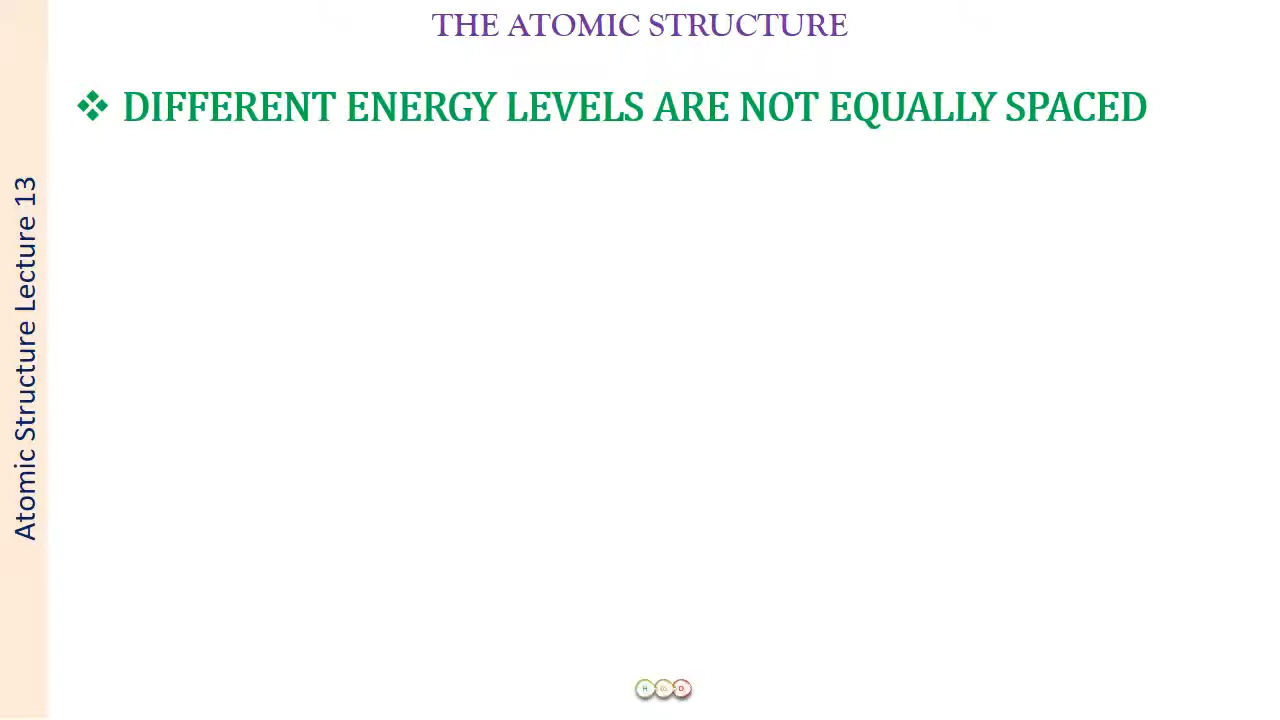 THE ATOMIC STRUCTURE
❖ DIFFERENT ENERGY LEVELS ARE NOT EQUALLY SPACED
Atomic Structure Lecture 13
H
D